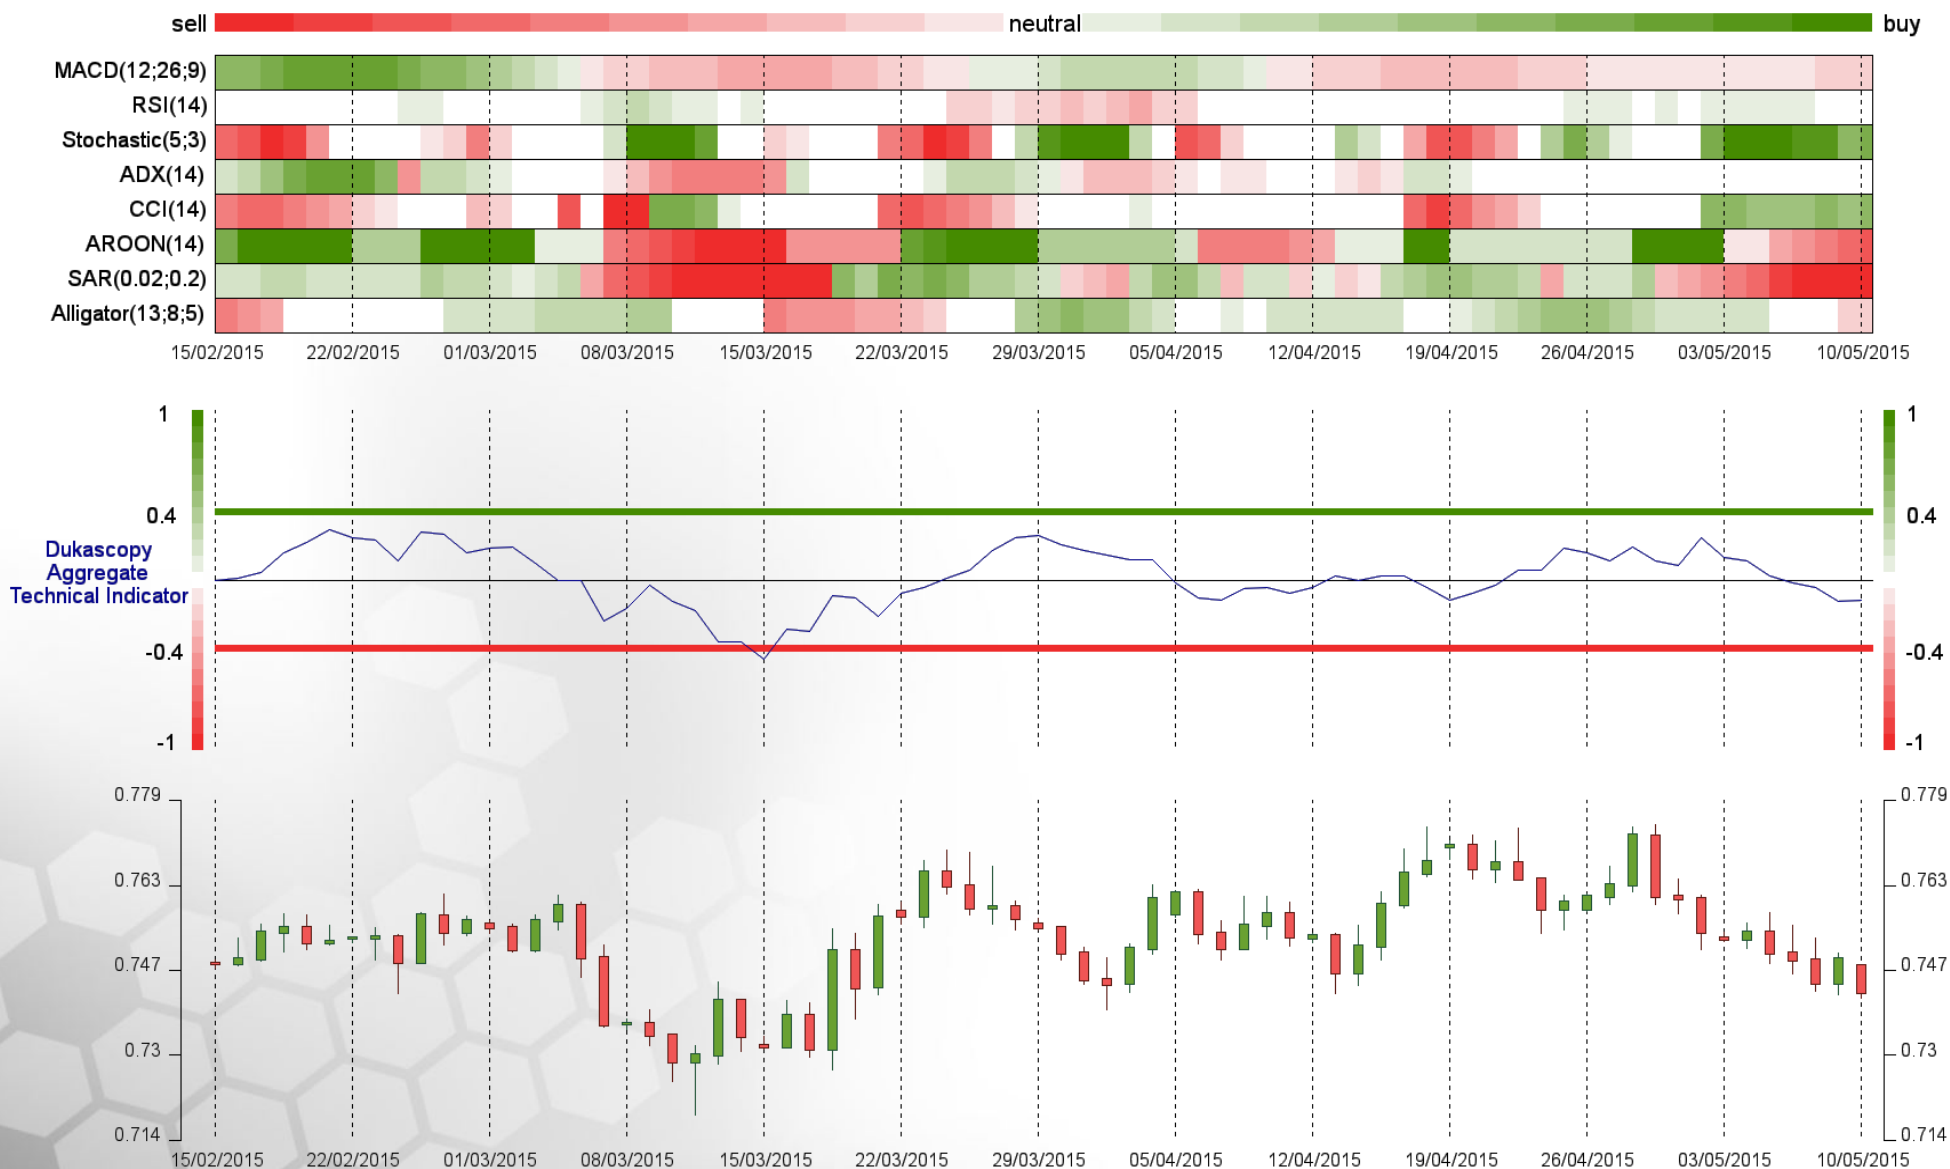 sell neutral buy
MACD(12;26;9)
RSI(14)
Stochastic(5;3)
ADX(14)
CCI(14)
AROON(14)
SAR(0.02;0.2)
Alligator(13;8;5)
15/02/2015 22/02/2015 01/03/2015 08/03/2015 15/03/2015 22/03/2015 29/03/2015 05/04/2015 12/04/2015 19/04/2015 26/04/2015 03/05/2015 10/05/2015
1 1
0.4 0.4
Dukascopy
Aggregate
Technical Indicator
-0.4 -0.4
-1 -1
0.779 0.779
0.763 0.763
0.747 0.747
0.73 0.73
0.714 0.714
15/02/2015 22/02/2015 01/03/2015 08/03/2015 15/03/2015 22/03/2015 29/03/2015 05/04/2015 12/04/2015 19/04/2015 26/04/2015 03/05/2015 10/05/2015